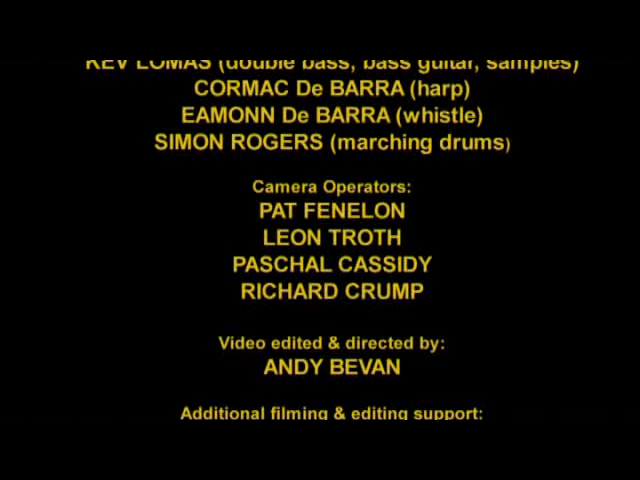 KEV LOMAS (double bass, bass guitar, samples)
CORMAC De BARRA (harp)
EAMONN De BARRA (whistle)
SIMON ROGERS (marching drums)
Camera Operators:
PAT FENELON
LEON TROTH
PASCHAL CASSIDY
RICHARD CRUMP
Video edited & directed by:
ANDY BEVAN
Additional filming & editing support: